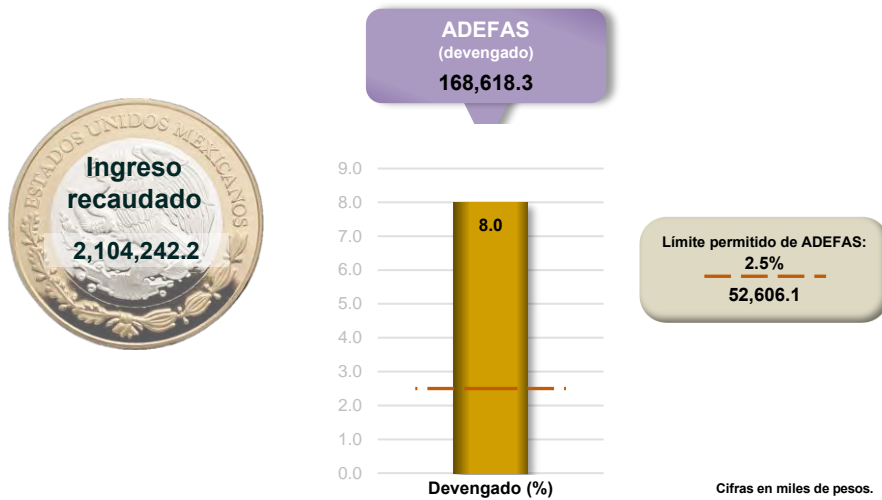 ADEFAS
(devengado)
168,618.3
ESTADOS UNIDOS MEXICANOS
Ingreso
recaudado
2,104,242.2
9.0
8.0
7.0
6.0
5.0
4.0
3.0
2.0
1.0
0.0
8.0
Devengado (%)
Límite permitido de ADEFAS:
2.5%
52,606.1
Cifras en miles de pesos.